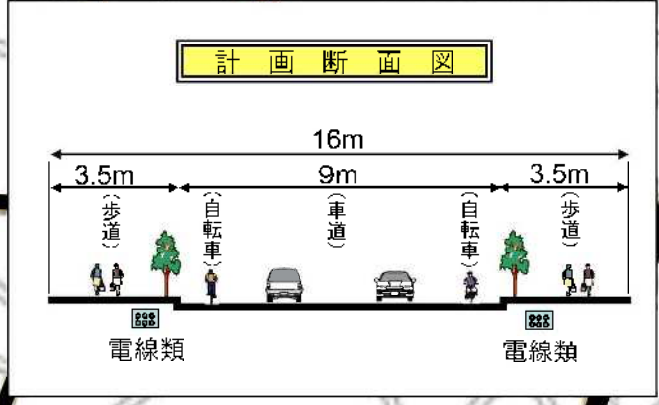 計画断面図
16m
3.5m
9m
3.5m
(歩道)
(自転車)
(車道)
(自転車)
(歩道)
電線類
電線類